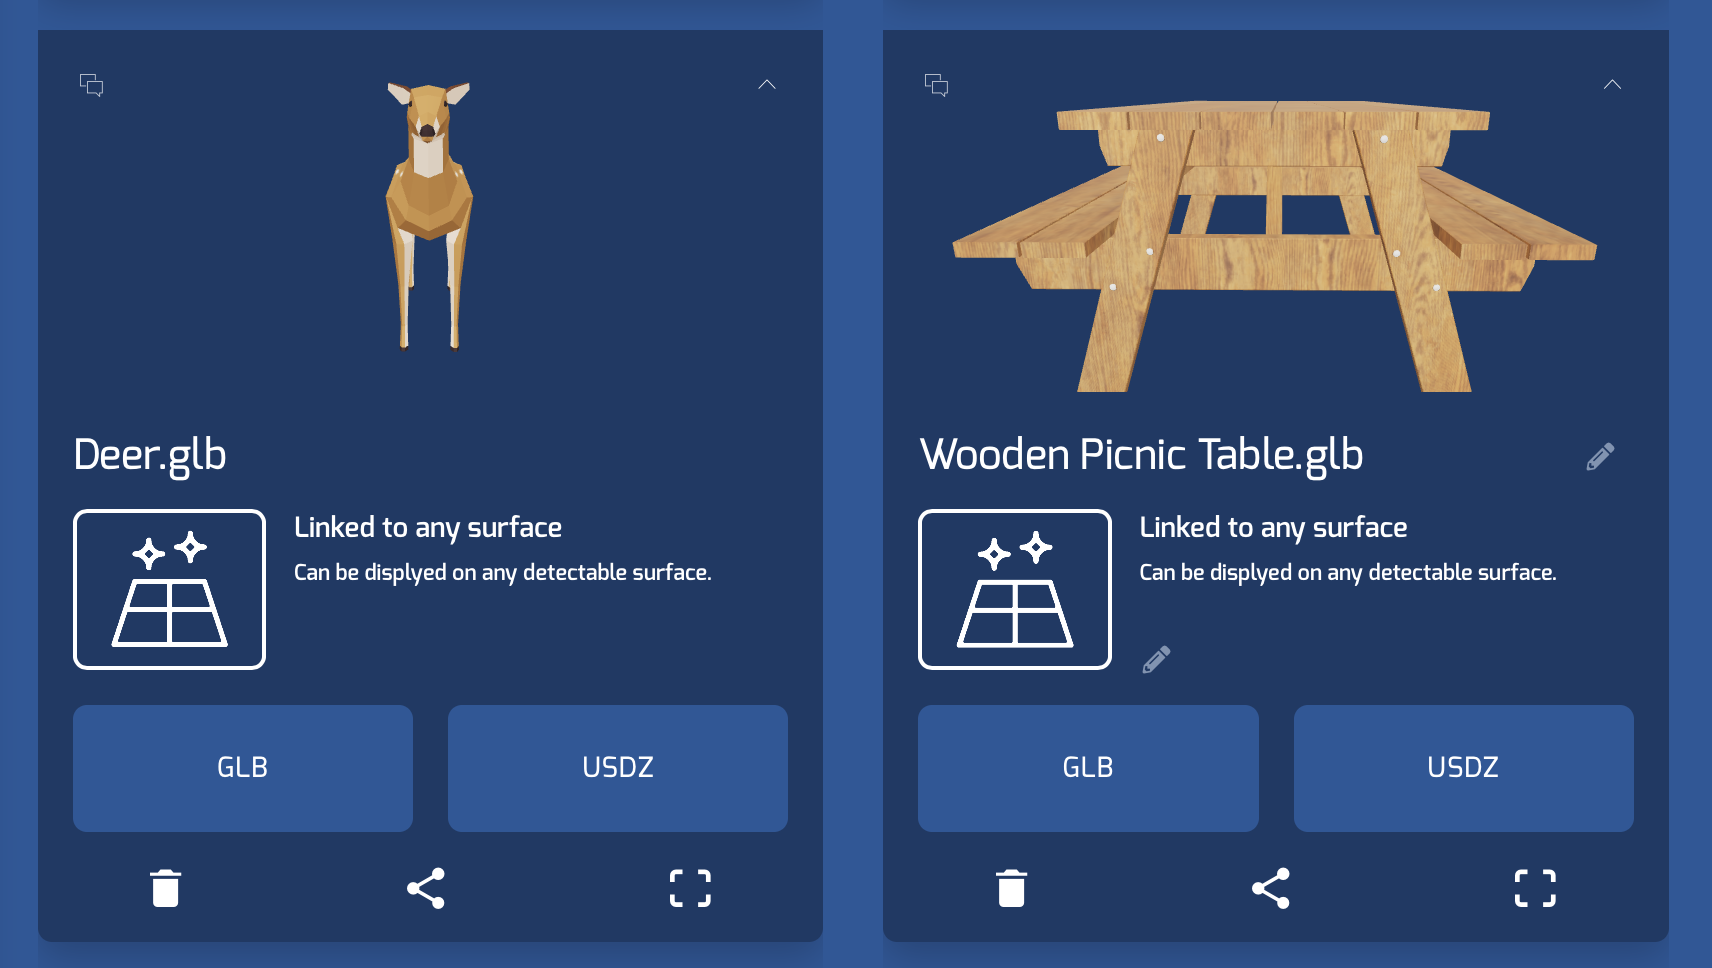 Deer.glb
Linked to any surface
Can be displyed on any detectable surface.
GLB
USDZ
Wooden Picnic Table.glb
Linked to any surface
Can be displyed on any detectable surface.
GLB
USDZ